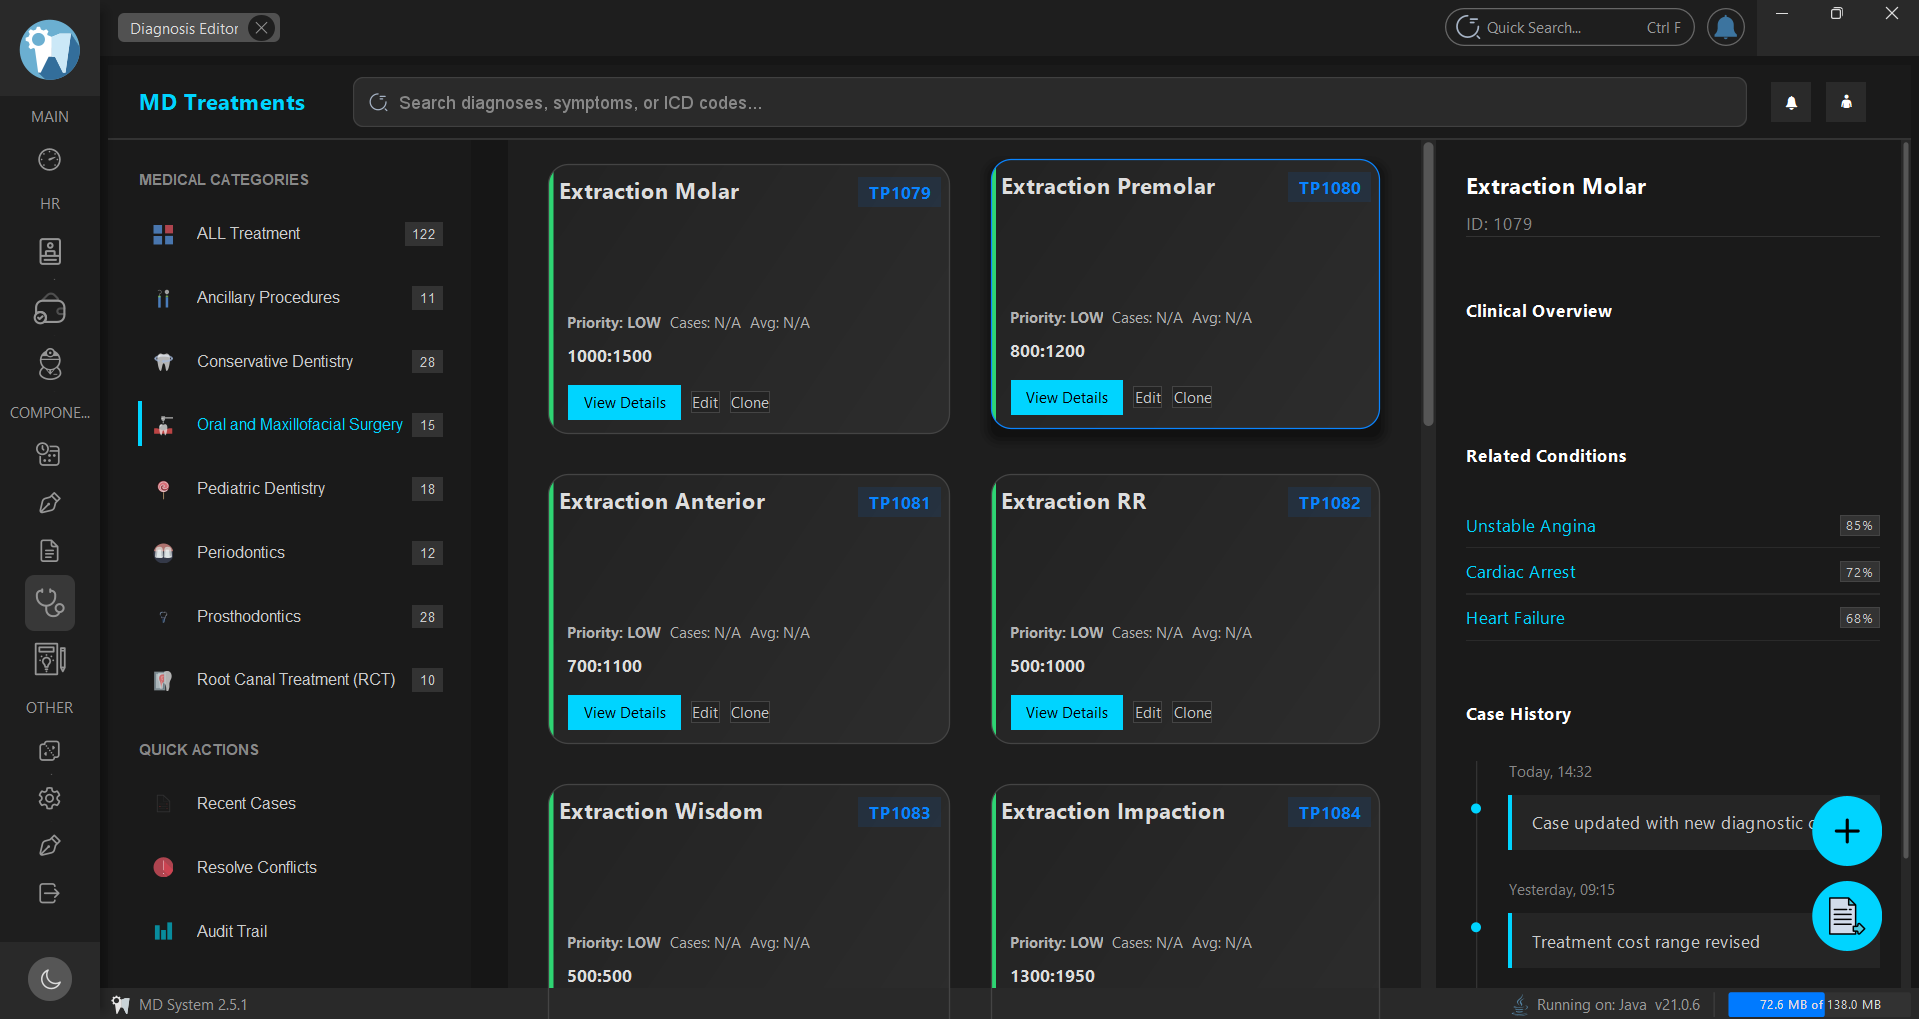 Diagnosis Editor
Quick Search...
Ctrl F
MD Treatments
Search diagnoses, symptoms, or ICD codes...
MAIN
HR
COMPONE...
OTHER
MEDICAL CATEGORIES
ALL Treatment 122
Ancillary Procedures 11
Conservative Dentistry 28
Oral and Maxillofacial Surgery 15
Pediatric Dentistry 18
Periodontics 12
Prosthodontics 28
Root Canal Treatment (RCT) 10
QUICK ACTIONS
Recent Cases
Resolve Conflicts
Audit Trail
Extraction Molar TP1079
Priority: LOW Cases: N/A Avg: N/A
1000:1500
View Details Edit Clone
Extraction Premolar TP1080
Priority: LOW Cases: N/A Avg: N/A
800:1200
View Details Edit Clone
Extraction Anterior TP1081
Priority: LOW Cases: N/A Avg: N/A
700:1100
View Details Edit Clone
Extraction RR TP1082
Priority: LOW Cases: N/A Avg: N/A
500:1000
View Details Edit Clone
Extraction Wisdom TP1083
Priority: LOW Cases: N/A Avg: N/A
500:500
Extraction Impaction TP1084
Priority: LOW Cases: N/A Avg: N/A
1300:1950
Extraction Molar
ID: 1079
Clinical Overview
Related Conditions
Unstable Angina 85%
Cardiac Arrest 72%
Heart Failure 68%
Case History
Today, 14:32
Case updated with new diagnostic
Yesterday, 09:15
Treatment cost range revised
MD System 2.5.1
Running on: Java v21.0.6
72.6 MB of 138.0 MB